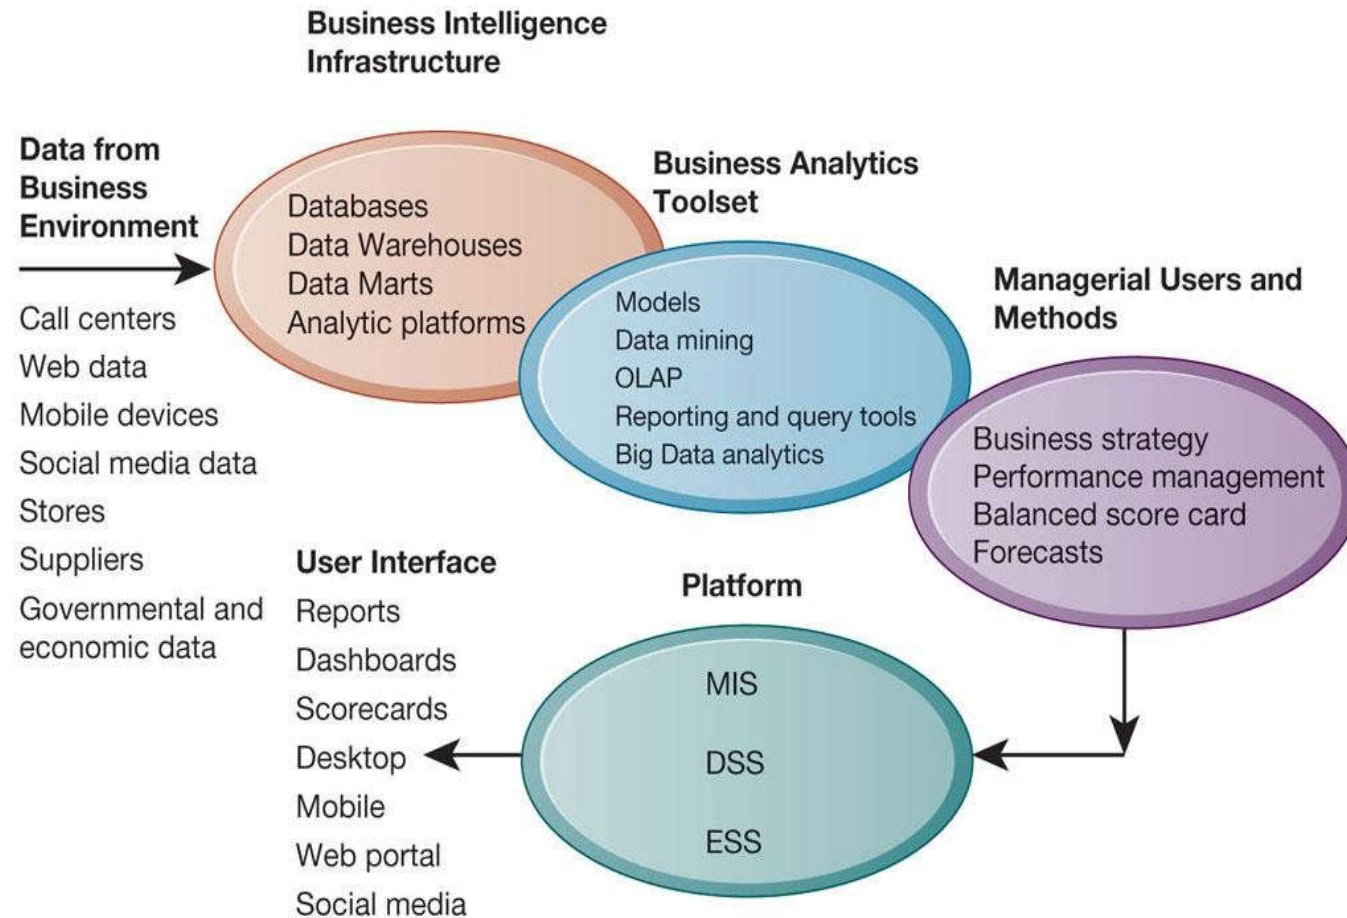 Business Intelligence
Infrastructure
Data from
Business
Environment
Call centers
Web data
Mobile devices
Social media data
Stores
Suppliers
Governmental and
economic data
Databases
Data Warehouses
Data Marts
Analytic platforms
Business Analytics
Toolset
Models
Data mining
OLAP
Reporting and query tools
Big Data analytics
Managerial Users and
Methods
Business strategy
Performance management
Balanced score card
Forecasts
Platform
MIS
DSS
ESS
User Interface
Reports
Dashboards
Scorecards
Desktop
Mobile
Web portal
Social media